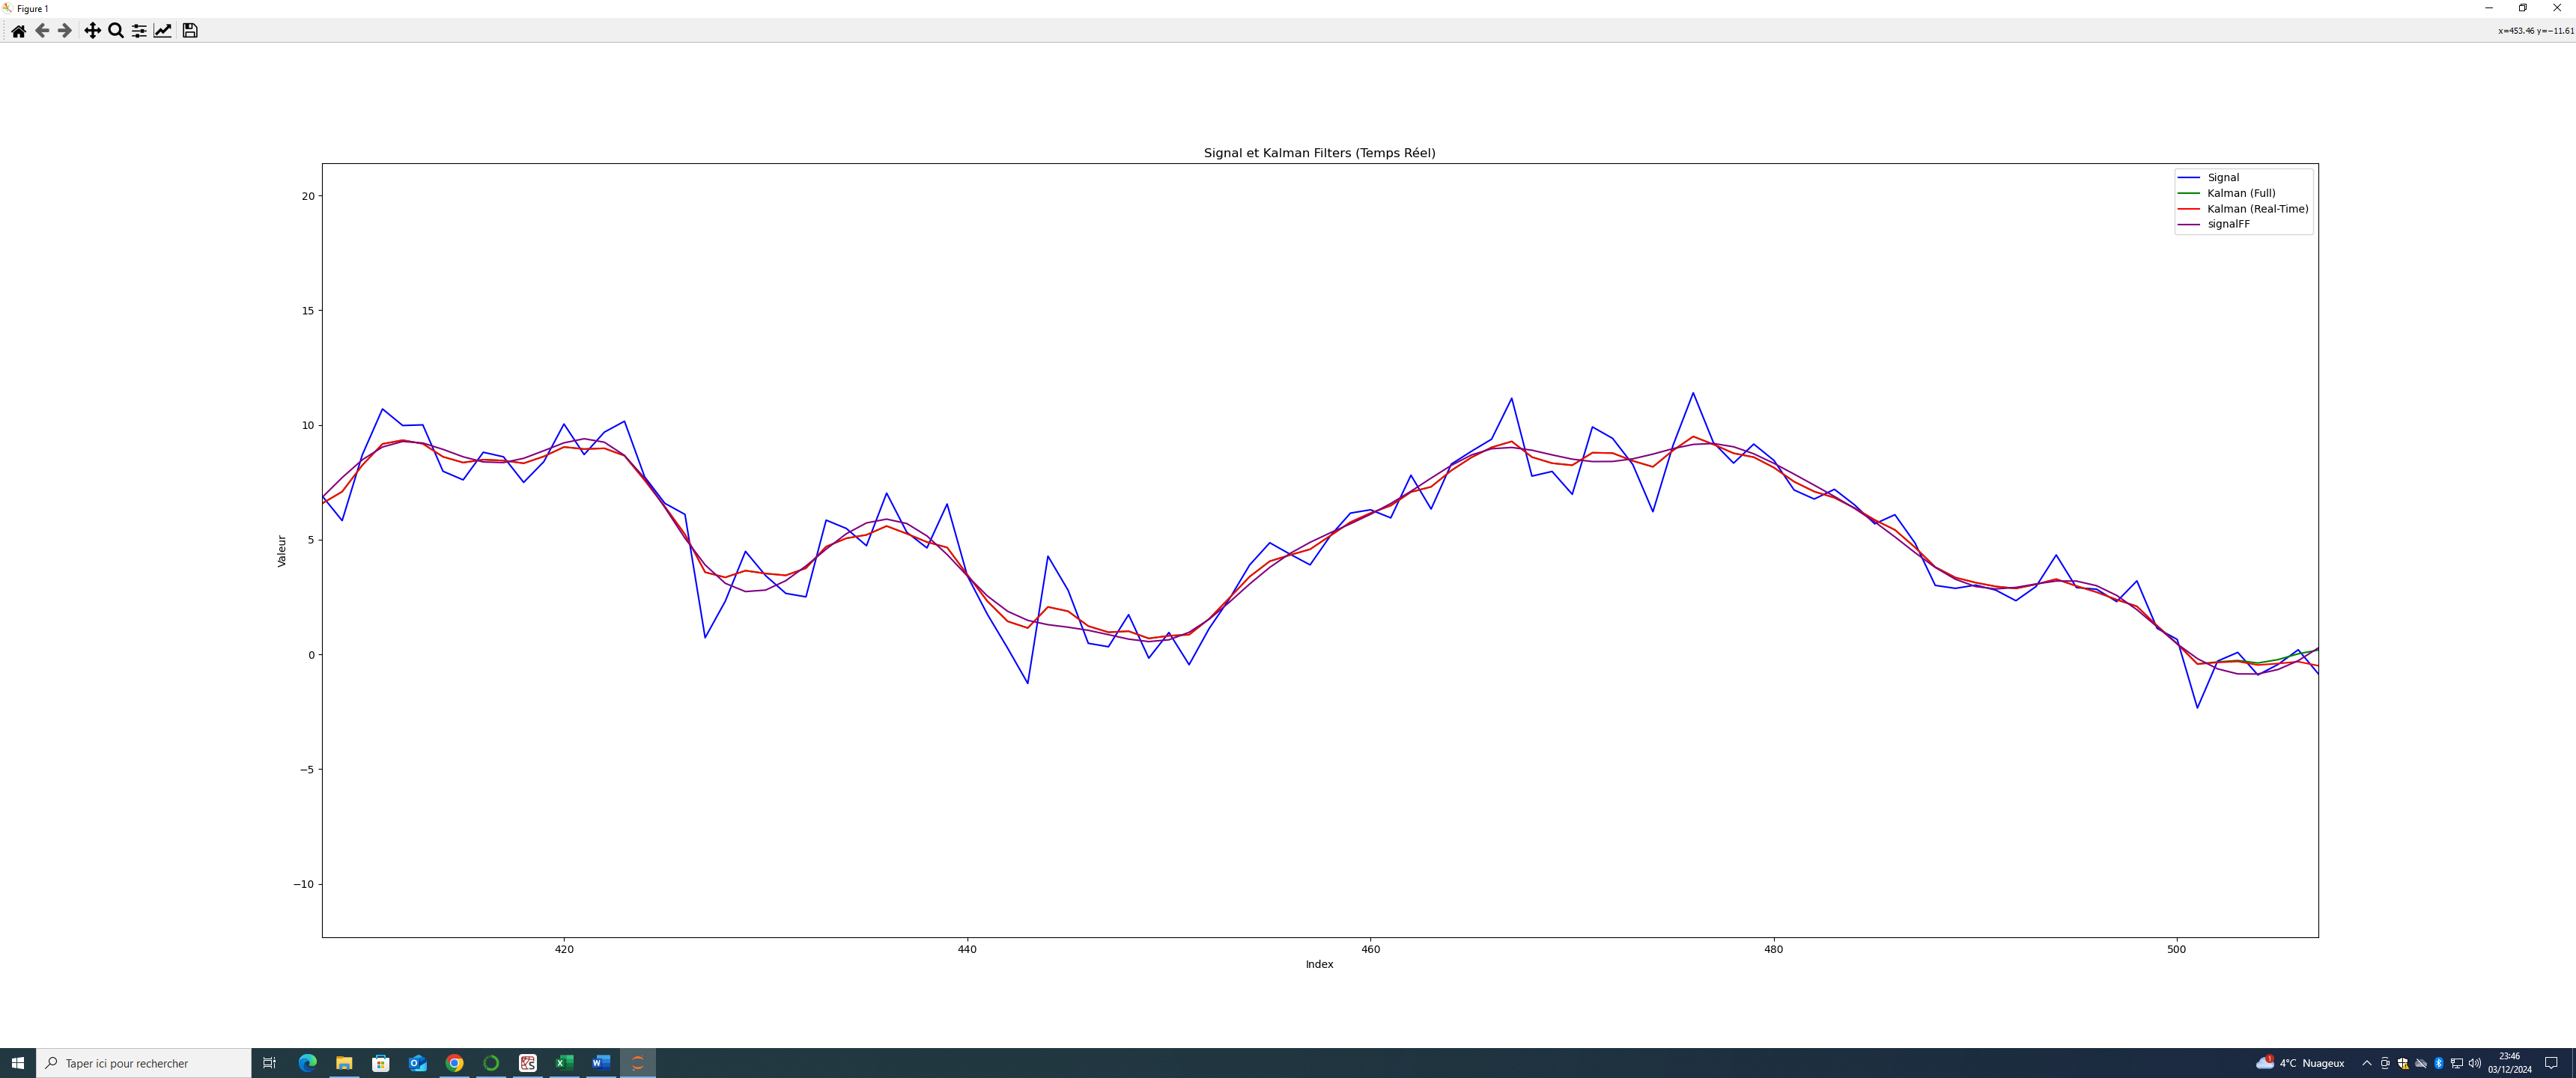 Figure 1
x=453.46 y=−11.61
Signal et Kalman Filters (Temps Réel)
Signal
Kalman (Full)
Kalman (Real-Time)
signalFF
20
15
10
5
0
−5
−10
Valeur
420
440
460
480
500
Index
Taper ici pour rechercher
1
4°C Nuageux
23:46
03/12/2024